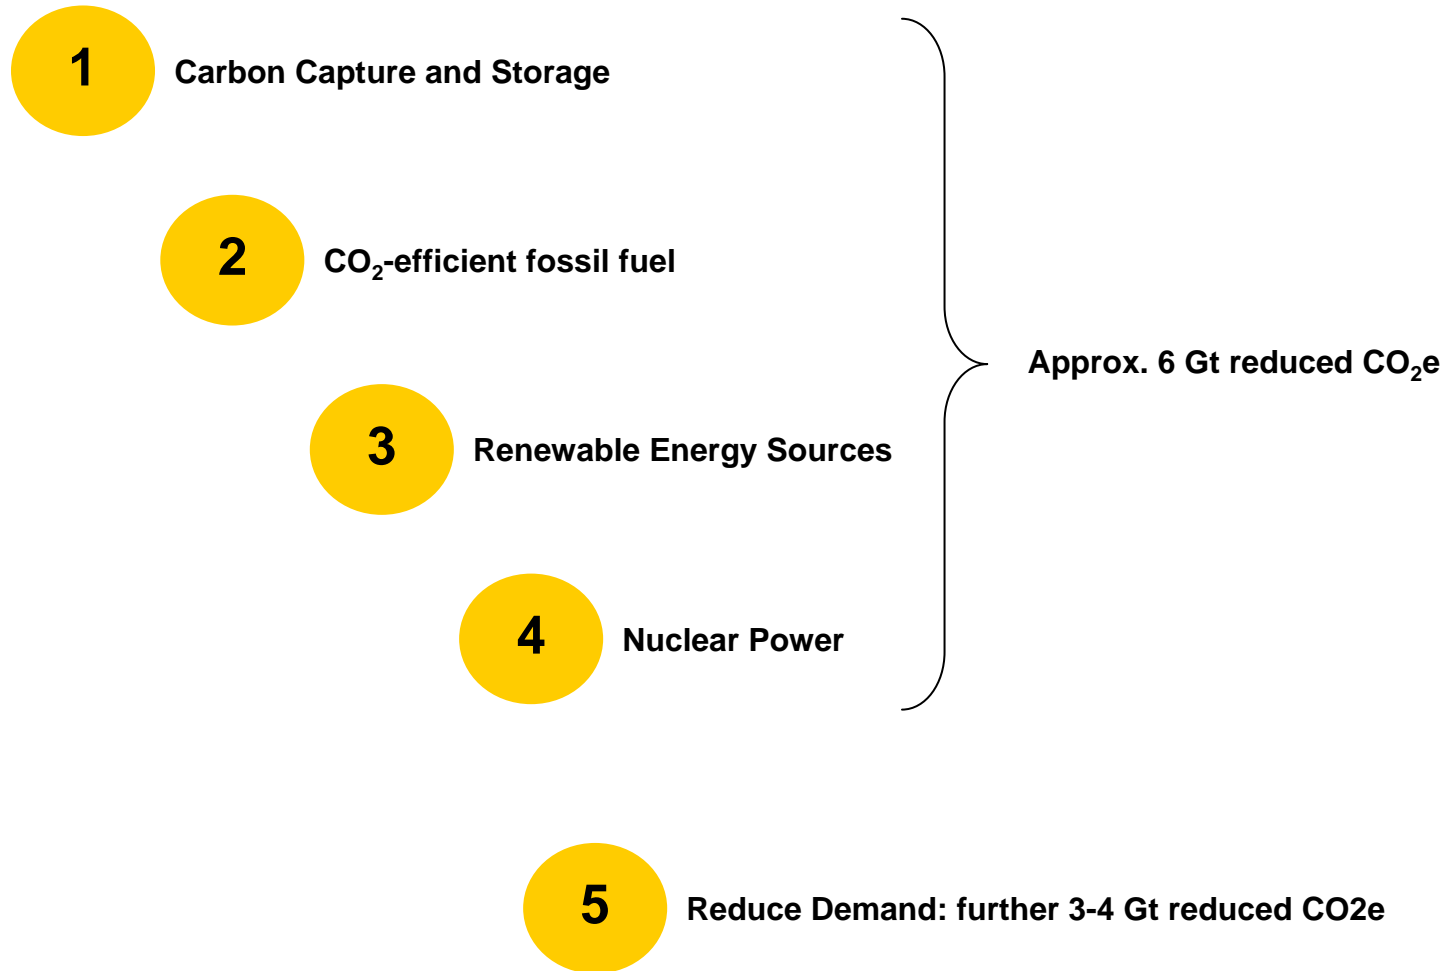 1
Carbon Capture and Storage
2
CO₂-efficient fossil fuel
Approx. 6 Gt reduced CO₂e
3
Renewable Energy Sources
4
Nuclear Power
5
Reduce Demand: further 3-4 Gt reduced CO2e